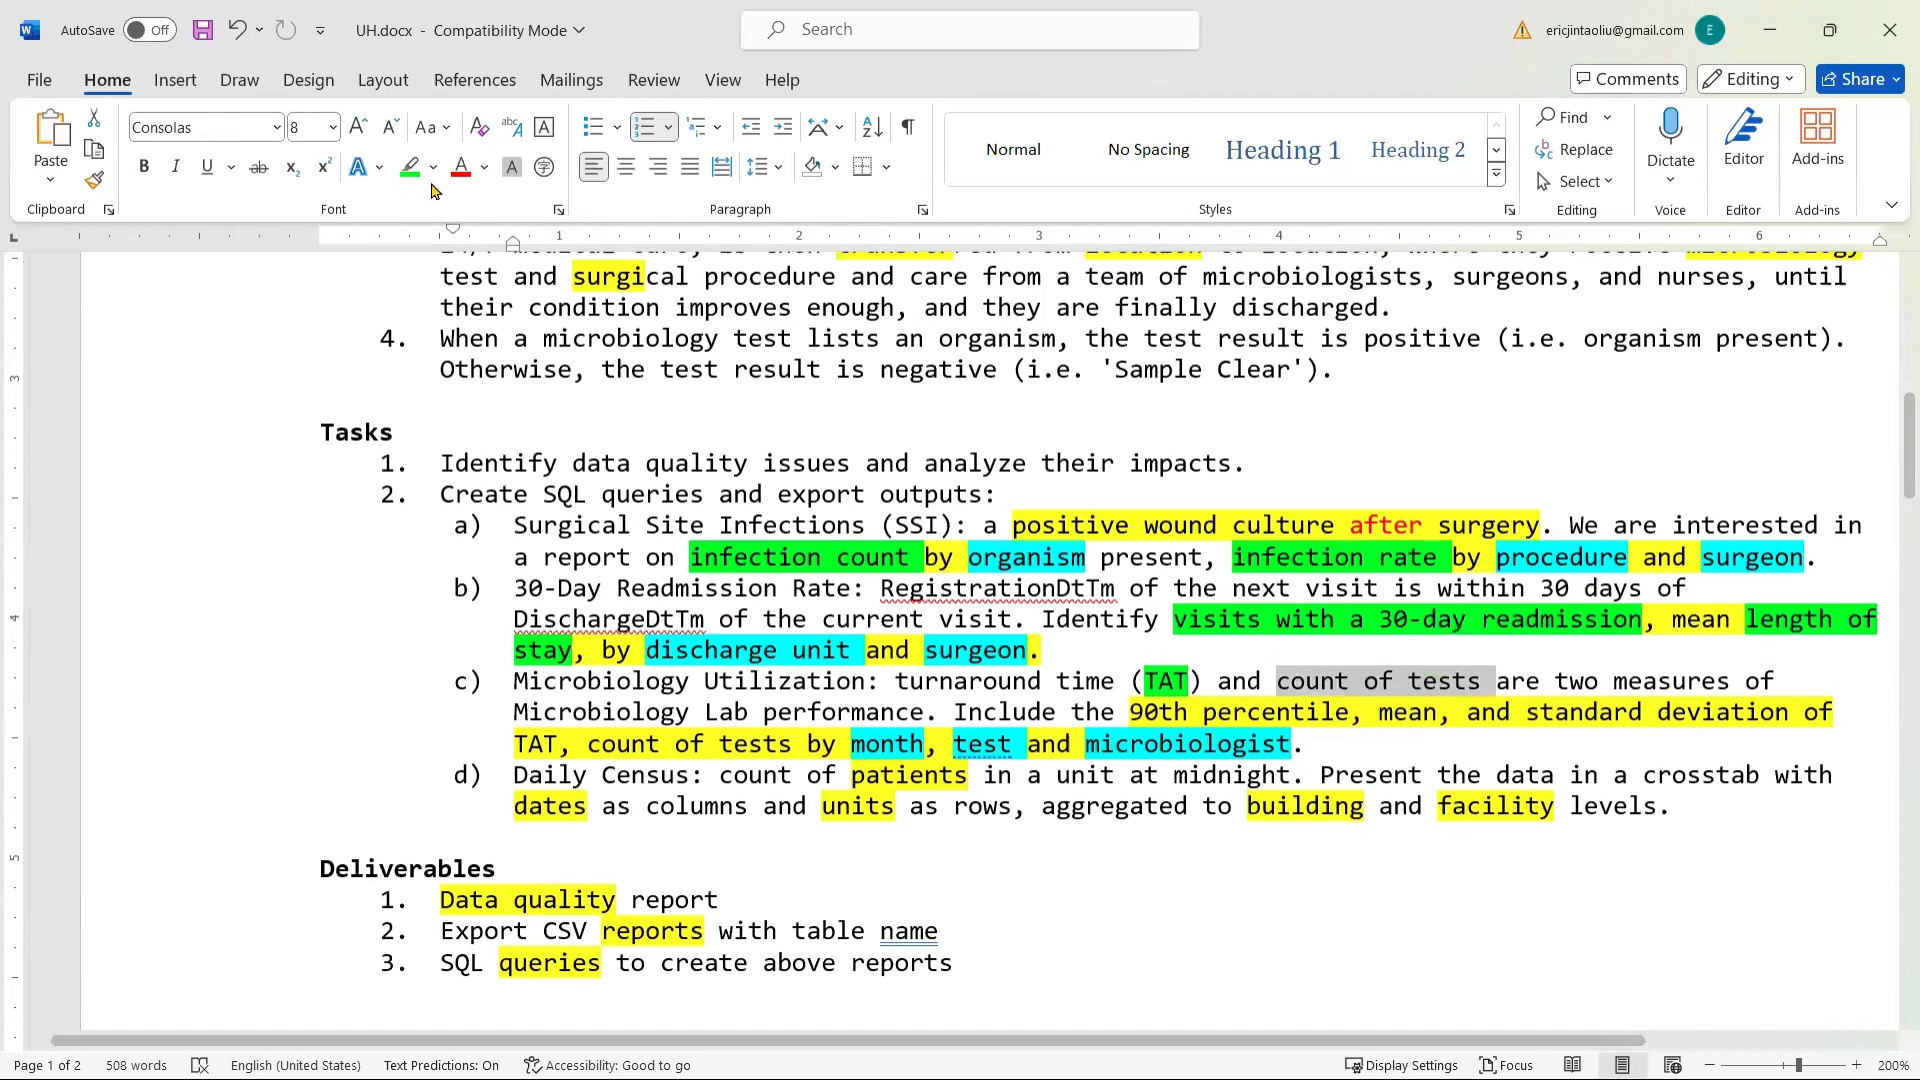 AutoSave Off UH.docx - Compatibility Mode Search ericjintaoliu@gmail.com E
File Home Insert Draw Design Layout References Mailings Review View Help Comments Editing Share
Paste Consolas 8 Aa Normal No Spacing Heading 1 Heading 2 Find Replace Select Dictate Editor Add-ins
Clipboard Font Paragraph Styles Editing Voice Editor Add-ins
1 2 3 4 5 6
test and surgical procedure and care from a team of microbiologists, surgeons, and nurses, until
their condition improves enough, and they are finally discharged.
4. When a microbiology test lists an organism, the test result is positive (i.e. organism present).
Otherwise, the test result is negative (i.e. 'Sample Clear').
Tasks
1. Identify data quality issues and analyze their impacts.
2. Create SQL queries and export outputs:
a) Surgical Site Infections (SSI): a positive wound culture after surgery. We are interested in
a report on infection count by organism present, infection rate by procedure and surgeon.
b) 30-Day Readmission Rate: RegistrationDtTm of the next visit is within 30 days of
DischargeDtTm of the current visit. Identify visits with a 30-day readmission, mean length of
stay, by discharge unit and surgeon.
c) Microbiology Utilization: turnaround time (TAT) and count of tests are two measures of
Microbiology Lab performance. Include the 90th percentile, mean, and standard deviation of
TAT, count of tests by month, test and microbiologist.
d) Daily Census: count of patients in a unit at midnight. Present the data in a crosstab with
dates as columns and units as rows, aggregated to building and facility levels.
Deliverables
1. Data quality report
2. Export CSV reports with table name
3. SQL queries to create above reports
Page 1 of 2 508 words English (United States) Text Predictions: On Accessibility: Good to go Display Settings Focus 200%